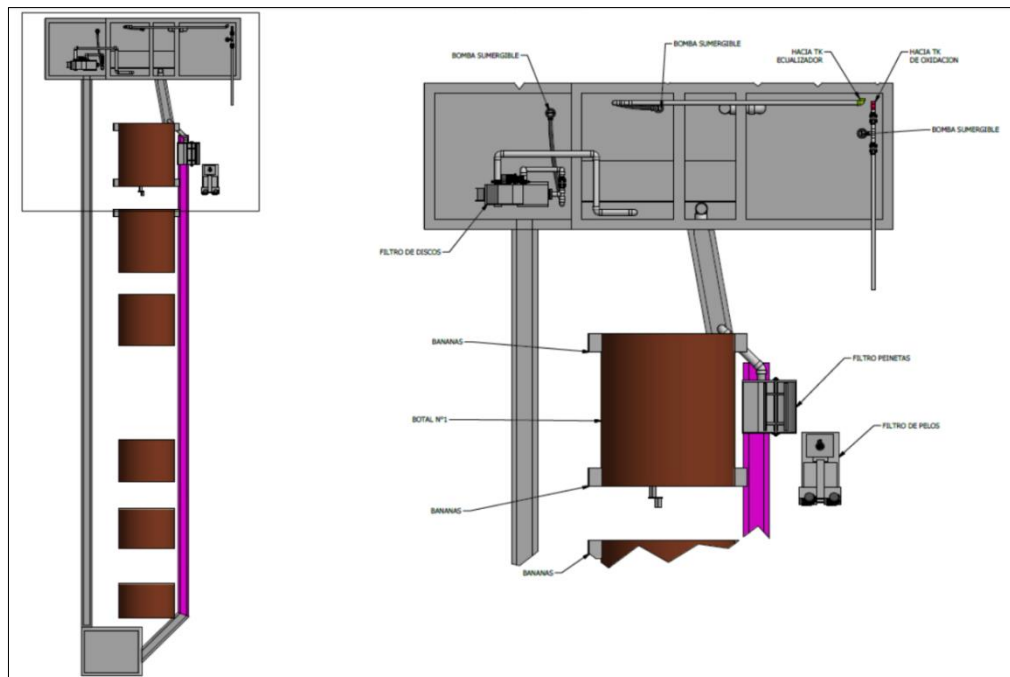 BOMBA SUMERGIBLE
BOMBA SUMERGIBLE
HACIA TK
ECUALIZADOR
HACIA TK
DE OXIDACION
BOMBA SUMERGIBLE
FILTRO DE DISCOS
BANANAS
FILTRO PEINETAS
BOTAL N°1
FILTRO DE PELOS
BANANAS
BANANAS